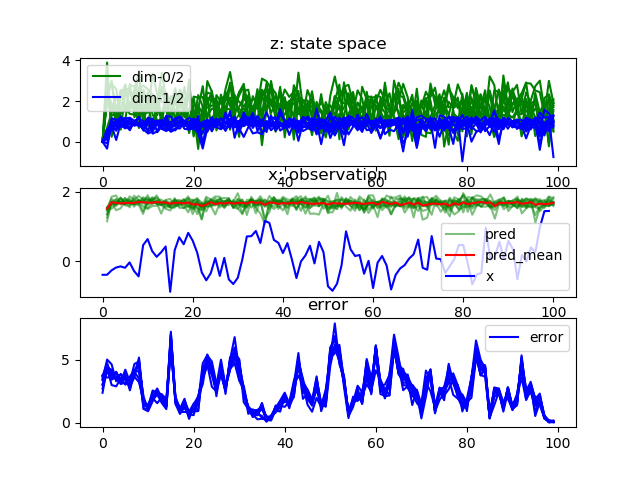 z: state space
4
2
0
dim-0/2
dim-1/2
0 20 40 60 80 100
x: observation
2
0
pred
pred_mean
x
0 20 40 60 80 100
error
5
0
error
0 20 40 60 80 100